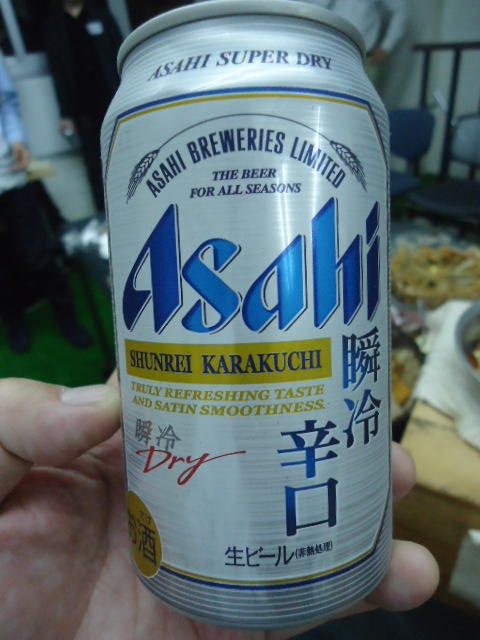 ASAHI SUPER DRY
ASAHI BREWERIES LIMITED
THE BEER
FOR ALL SEASONS
Asahi
SHUNREI KARAKUCHI
TRULY REFRESHING TASTE
AND SATIN SMOOTHNESS.
瞬冷
辛口
瞬冷
Dry
お酒
生ビール(非熱処理)